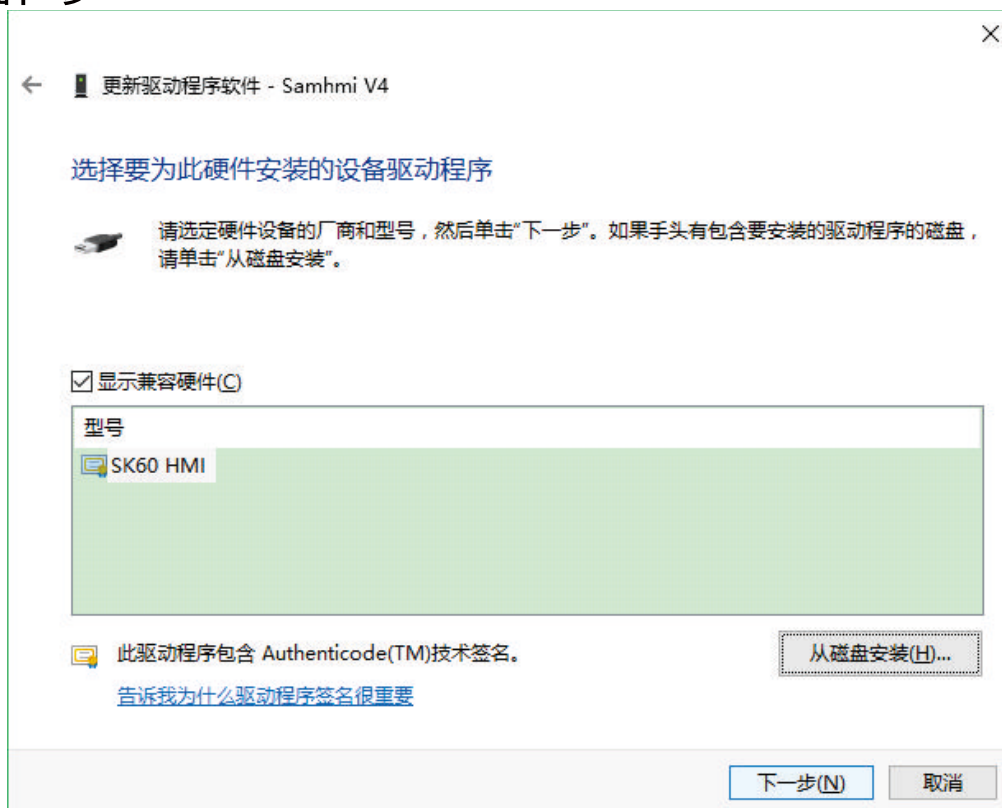 更新驱动程序软件 - Samhmi V4
选择要为此硬件安装的设备驱动程序
请选定硬件设备的厂商和型号，然后单击“下一步”。如果手头有包含要安装的驱动程序的磁盘，
请单击“从磁盘安装”。
显示兼容硬件(C)
型号
SK60 HMI
此驱动程序包含 Authenticode(TM)技术签名。
从磁盘安装(H)...
告诉我为什么驱动程序签名很重要
下一步(N)
取消